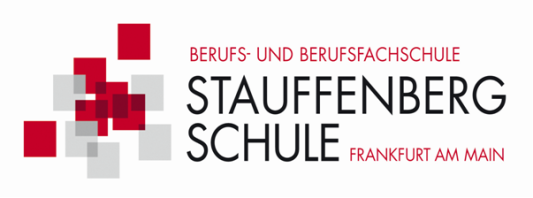 BERUFS- UND BERUFSFACHSCHULE
STAUFFENBERG
SCHULE FRANKFURT AM MAIN